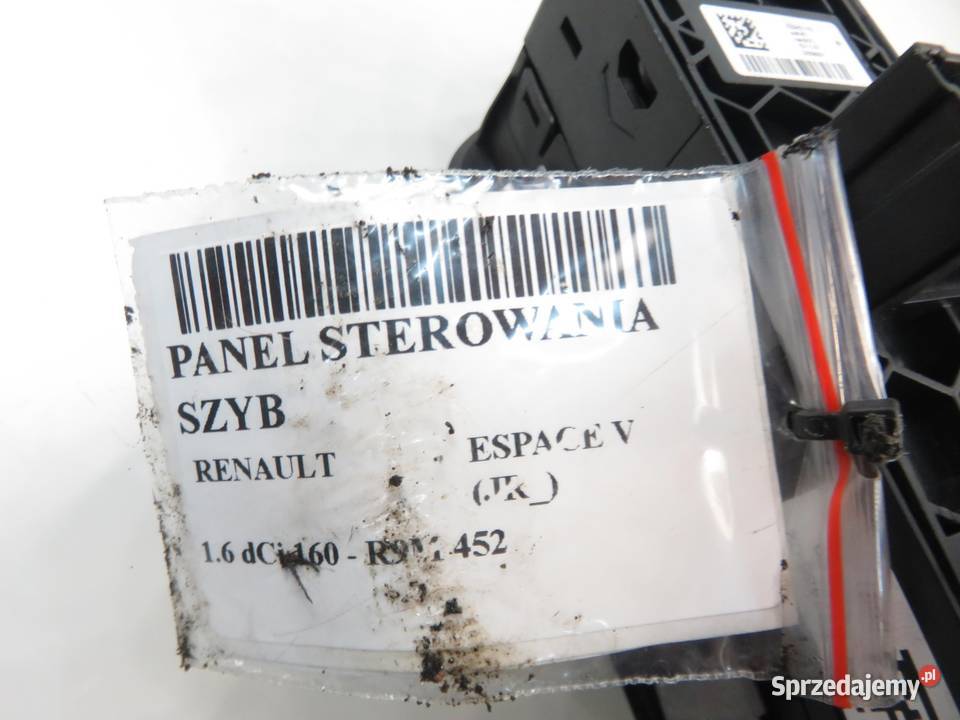 PANEL STEROWANIA
SZYB
RENAULT ESPACE V
(JK_)
1.6 dCi 160 - R9M 452
Sprzedajemy.pl